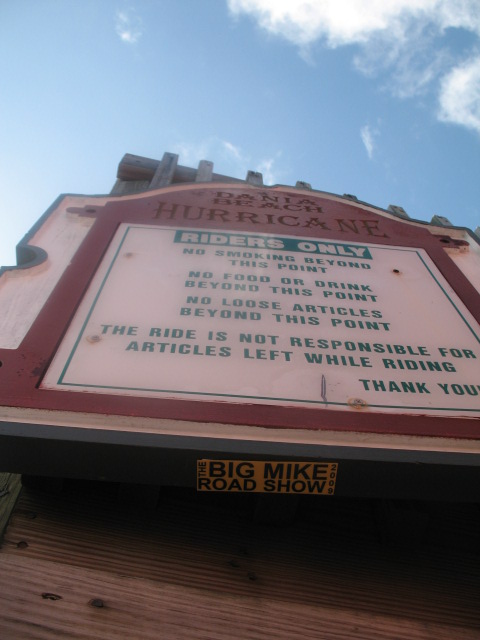 DANIA
BEACH
HURRICANE
RIDERS ONLY
NO SMOKING BEYOND
THIS POINT
NO FOOD OR DRINK
BEYOND THIS POINT
NO LOOSE ARTICLES
BEYOND THIS POINT
THE RIDE IS NOT RESPONSIBLE FOR
ARTICLES LEFT WHILE RIDING
THANK YOU
THE BIG MIKE 2009
ROAD SHOW